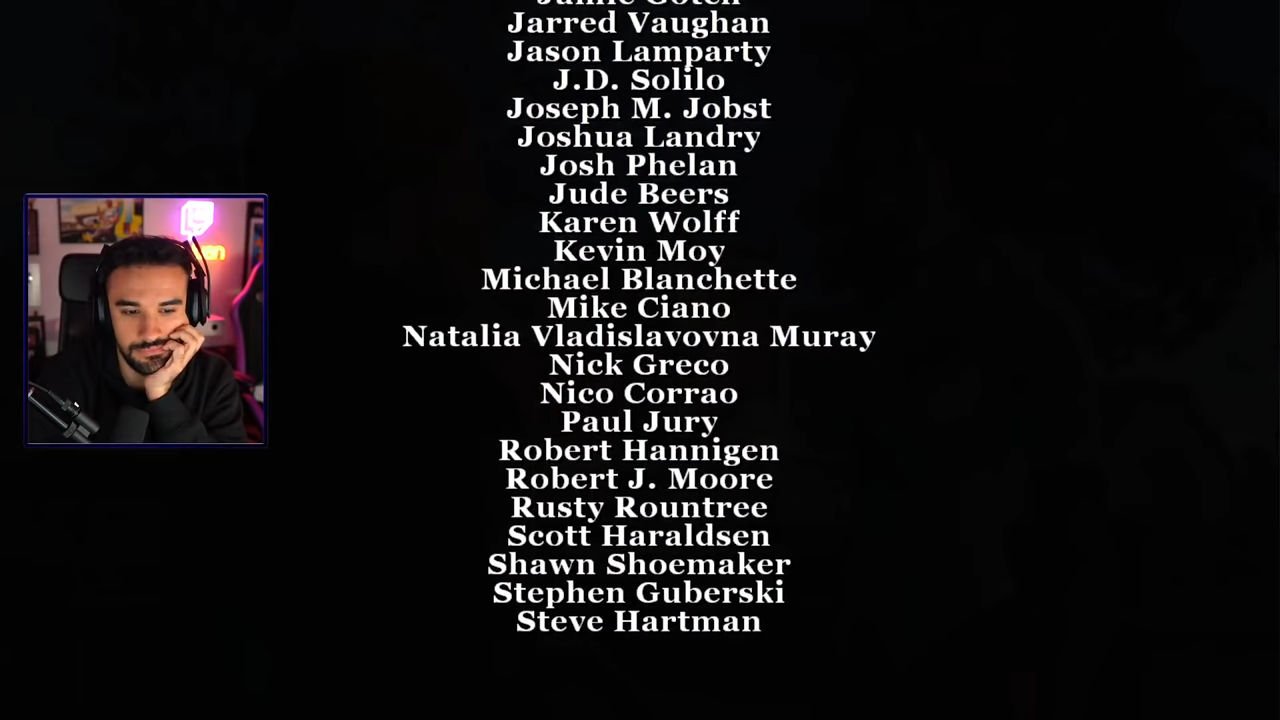 Jarred Vaughan
Jason Lamparty
J.D. Solilo
Joseph M. Jobst
Joshua Landry
Josh Phelan
Jude Beers
Karen Wolff
Kevin Moy
Michael Blanchette
Mike Ciano
Natalia Vladislavovna Muray
Nick Greco
Nico Corrao
Paul Jury
Robert Hannigen
Robert J. Moore
Rusty Rountree
Scott Haraldsen
Shawn Shoemaker
Stephen Guberski
Steve Hartman